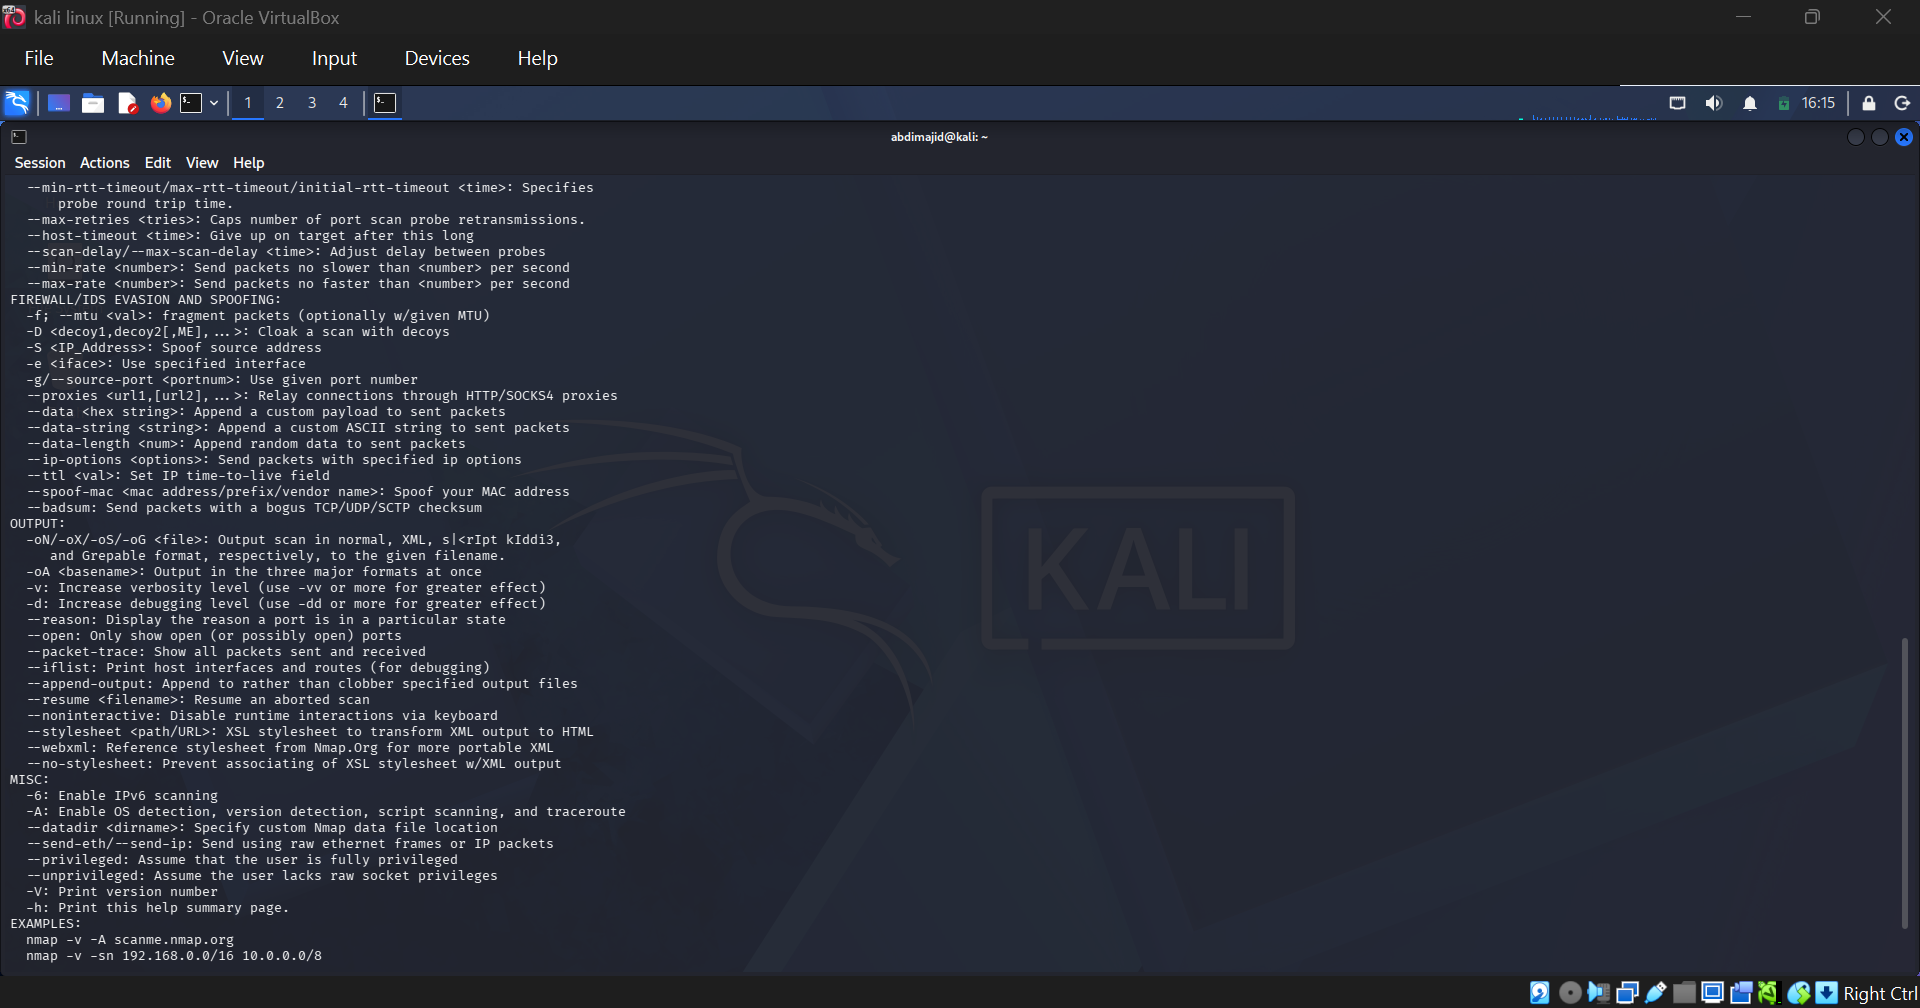 kali linux [Running] - Oracle VirtualBox
File Machine View Input Devices Help
1 2 3 4 16:15
abdimajid@kali: ~
Session Actions Edit View Help
--min-rtt-timeout/max-rtt-timeout/initial-rtt-timeout <time>: Specifies
probe round trip time.
--max-retries <tries>: Caps number of port scan probe retransmissions.
--host-timeout <time>: Give up on target after this long
--scan-delay/--max-scan-delay <time>: Adjust delay between probes
--min-rate <number>: Send packets no slower than <number> per second
--max-rate <number>: Send packets no faster than <number> per second
FIREWALL/IDS EVASION AND SPOOFING:
-f; --mtu <val>: fragment packets (optionally w/given MTU)
-D <decoy1,decoy2[,ME],...>: Cloak a scan with decoys
-S <IP_Address>: Spoof source address
-e <iface>: Use specified interface
-g/--source-port <portnum>: Use given port number
--proxies <url1,[url2],...>: Relay connections through HTTP/SOCKS4 proxies
--data <hex string>: Append a custom payload to sent packets
--data-string <string>: Append a custom ASCII string to sent packets
--data-length <num>: Append random data to sent packets
--ip-options <options>: Send packets with specified ip options
--ttl <val>: Set IP time-to-live field
--spoof-mac <mac address/prefix/vendor name>: Spoof your MAC address
--badsum: Send packets with a bogus TCP/UDP/SCTP checksum
OUTPUT:
-oN/-oX/-oS/-oG <file>: Output scan in normal, XML, s|<rIpt kIddi3,
and Grepable format, respectively, to the given filename.
-oA <basename>: Output in the three major formats at once
-v: Increase verbosity level (use -vv or more for greater effect)
-d: Increase debugging level (use -dd or more for greater effect)
--reason: Display the reason a port is in a particular state
--open: Only show open (or possibly open) ports
--packet-trace: Show all packets sent and received
--iflist: Print host interfaces and routes (for debugging)
--append-output: Append to rather than clobber specified output files
--resume <filename>: Resume an aborted scan
--noninteractive: Disable runtime interactions via keyboard
--stylesheet <path/URL>: XSL stylesheet to transform XML output to HTML
--webxml: Reference stylesheet from Nmap.Org for more portable XML
--no-stylesheet: Prevent associating of XSL stylesheet w/XML output
MISC:
-6: Enable IPv6 scanning
-A: Enable OS detection, version detection, script scanning, and traceroute
--datadir <dirname>: Specify custom Nmap data file location
--send-eth/--send-ip: Send using raw ethernet frames or IP packets
--privileged: Assume that the user is fully privileged
--unprivileged: Assume the user lacks raw socket privileges
-V: Print version number
-h: Print this help summary page.
EXAMPLES:
nmap -v -A scanme.nmap.org
nmap -v -sn 192.168.0.0/16 10.0.0.0/8
KALI
Right Ctrl